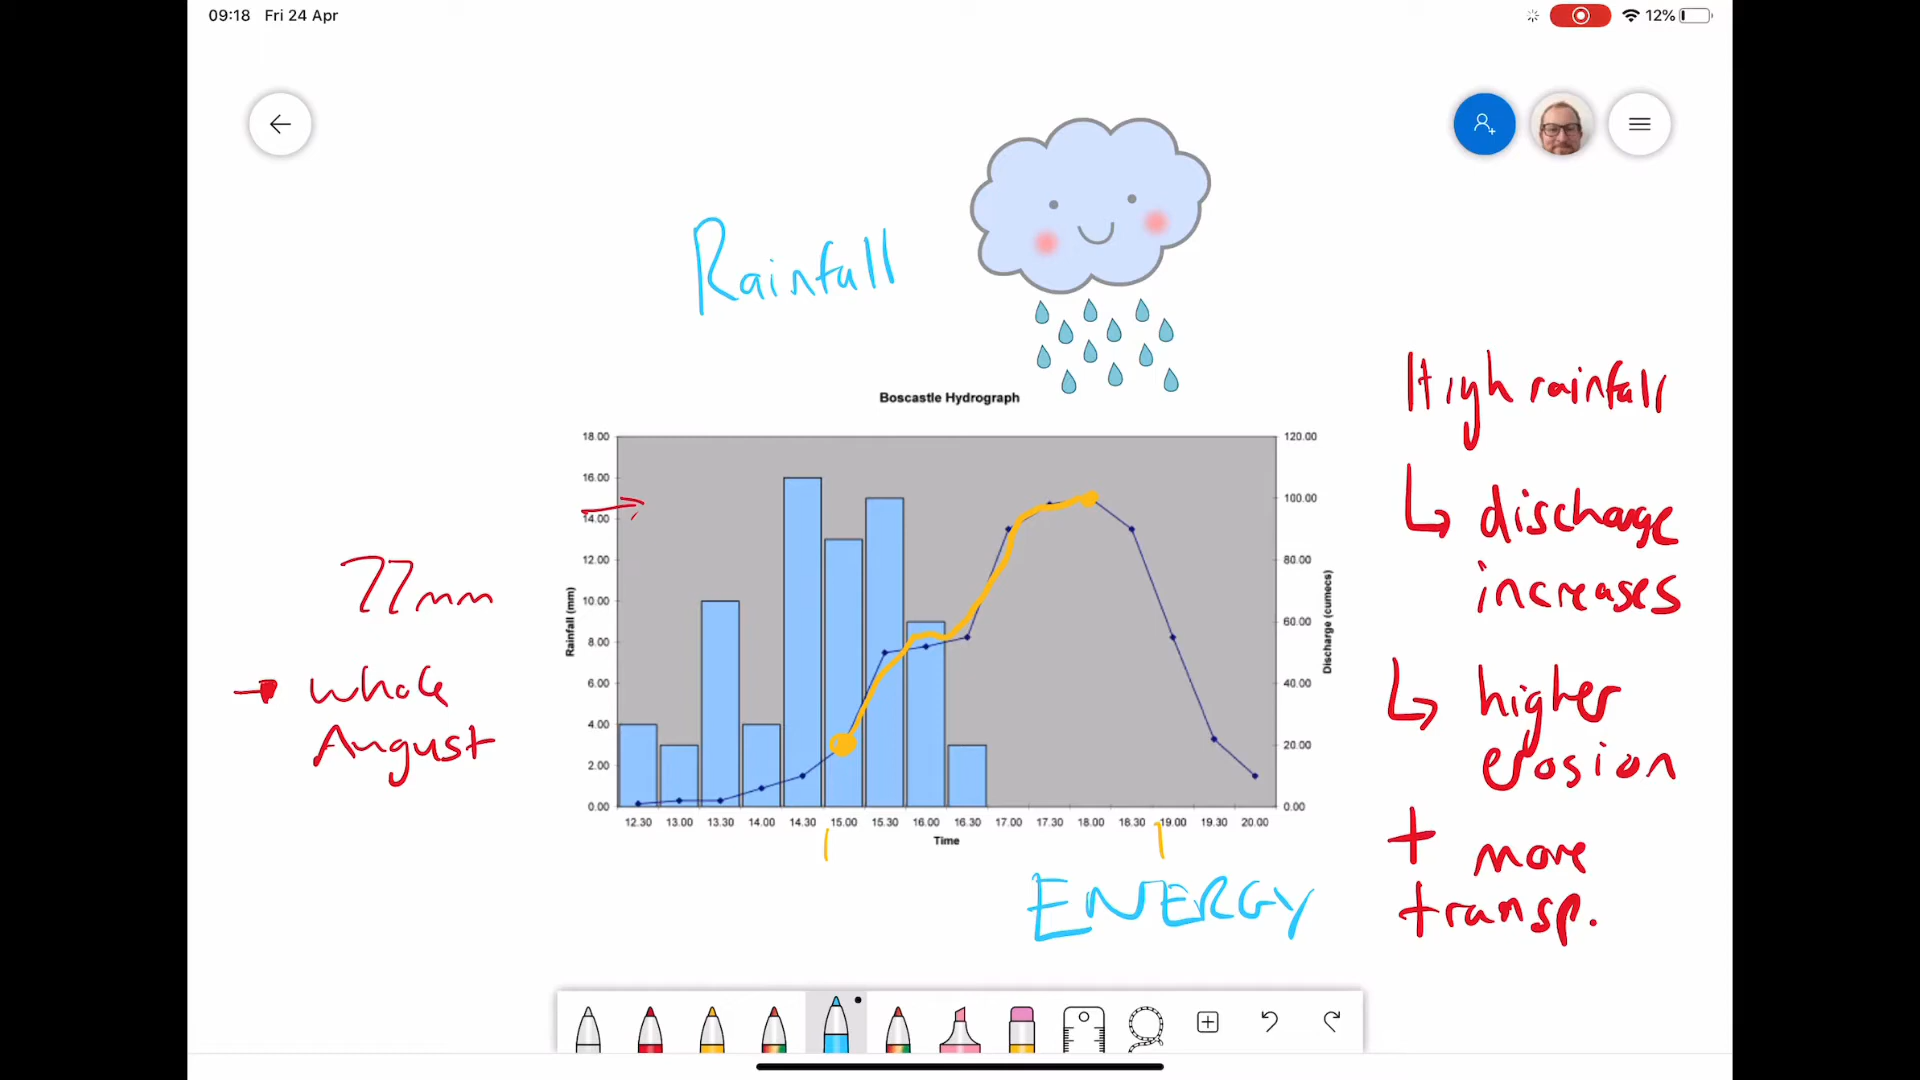 09:18 Fri 24 Apr
12%
Rainfall
Boscastle Hydrograph
High rainfall
↳ discharge
increases
↳ higher
erosion
+ more
transp.
77mm
→ whole
August
Rainfall (mm)
18.00
16.00
14.00
12.00
10.00
8.00
6.00
4.00
2.00
0.00
120.00
100.00
80.00
60.00
40.00
20.00
0.00
Discharge (cumecs)
12.30 13.00 13.30 14.00 14.30 15.00 15.30 16.00 16.30 17.00 17.30 18.00 18.30 19.00 19.30 20.00
Time
ENERGY